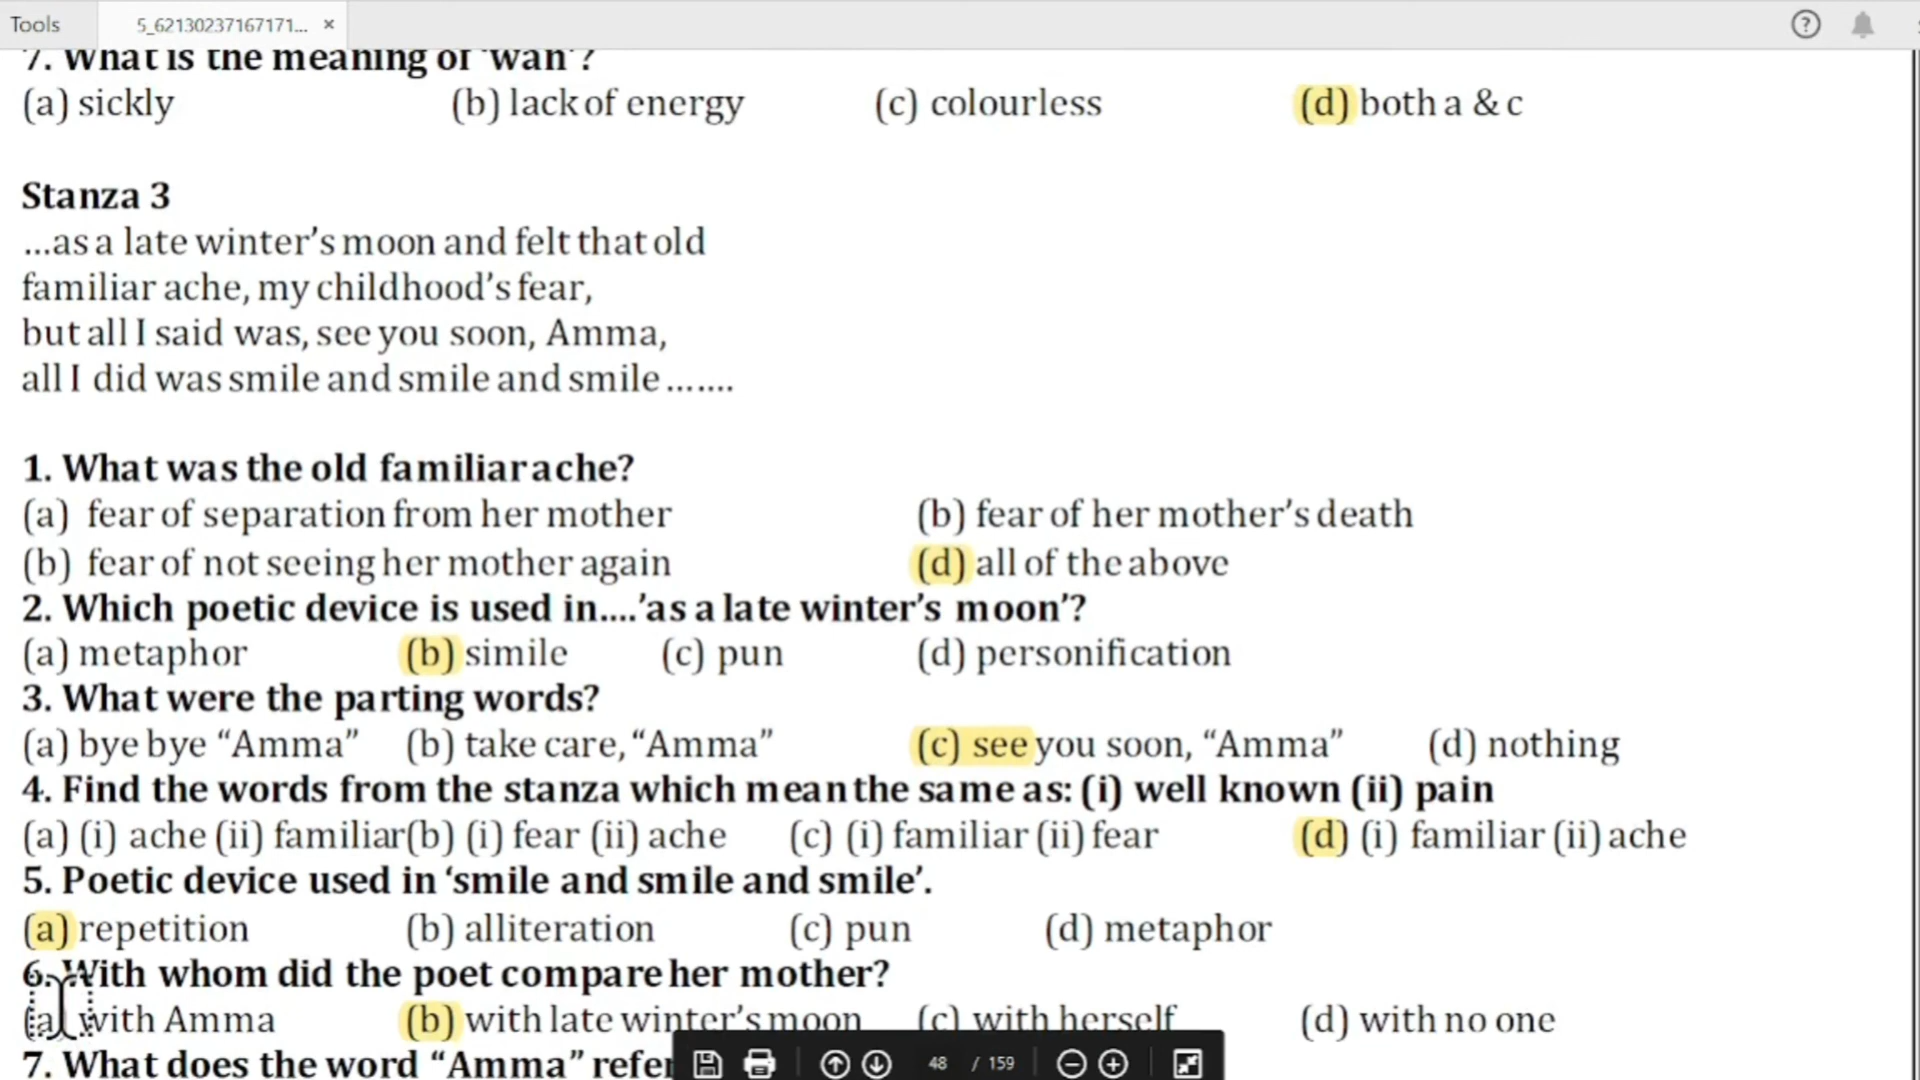 Tools 5_62130237167171... ×
7. What is the meaning of 'wan'?
(a) sickly (b) lack of energy (c) colourless (d) both a & c
Stanza 3
...as a late winter's moon and felt that old
familiar ache, my childhood's fear,
but all I said was, see you soon, Amma,
all I did was smile and smile and smile .......
1. What was the old familiar ache?
(a) fear of separation from her mother (b) fear of her mother's death
(b) fear of not seeing her mother again (d) all of the above
2. Which poetic device is used in....'as a late winter's moon'?
(a) metaphor (b) simile (c) pun (d) personification
3. What were the parting words?
(a) bye bye "Amma" (b) take care, "Amma" (c) see you soon, "Amma" (d) nothing
4. Find the words from the stanza which mean the same as: (i) well known (ii) pain
(a) (i) ache (ii) familiar(b) (i) fear (ii) ache (c) (i) familiar (ii) fear (d) (i) familiar (ii) ache
5. Poetic device used in 'smile and smile and smile'.
(a) repetition (b) alliteration (c) pun (d) metaphor
6. With whom did the poet compare her mother?
(a) with Amma (b) with late winter's moon (c) with herself (d) with no one
7. What does the word "Amma" refer
48 / 159